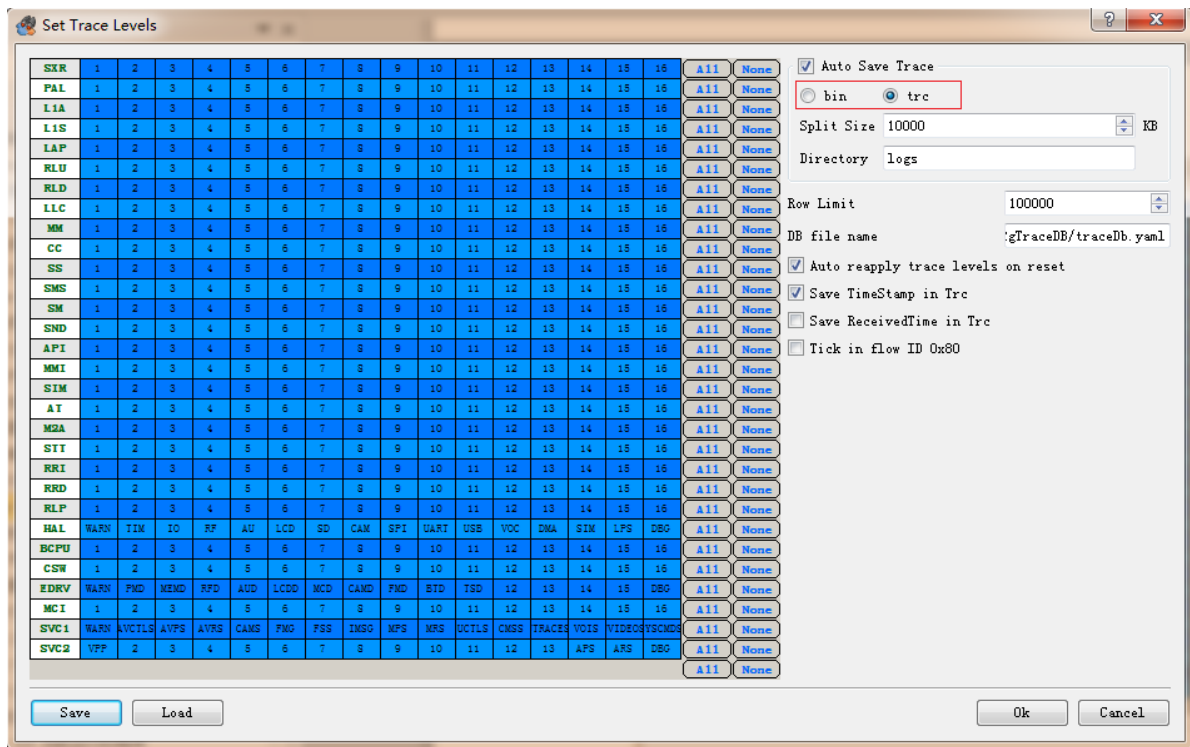 Set Trace Levels
SXR 1 2 3 4 5 6 7 8 9 10 11 12 13 14 15 16 All None
PAL 1 2 3 4 5 6 7 8 9 10 11 12 13 14 15 16 All None
L1A 1 2 3 4 5 6 7 8 9 10 11 12 13 14 15 16 All None
L1S 1 2 3 4 5 6 7 8 9 10 11 12 13 14 15 16 All None
LAP 1 2 3 4 5 6 7 8 9 10 11 12 13 14 15 16 All None
RLU 1 2 3 4 5 6 7 8 9 10 11 12 13 14 15 16 All None
RLD 1 2 3 4 5 6 7 8 9 10 11 12 13 14 15 16 All None
LLC 1 2 3 4 5 6 7 8 9 10 11 12 13 14 15 16 All None
MM 1 2 3 4 5 6 7 8 9 10 11 12 13 14 15 16 All None
CC 1 2 3 4 5 6 7 8 9 10 11 12 13 14 15 16 All None
SS 1 2 3 4 5 6 7 8 9 10 11 12 13 14 15 16 All None
SMS 1 2 3 4 5 6 7 8 9 10 11 12 13 14 15 16 All None
SM 1 2 3 4 5 6 7 8 9 10 11 12 13 14 15 16 All None
SND 1 2 3 4 5 6 7 8 9 10 11 12 13 14 15 16 All None
API 1 2 3 4 5 6 7 8 9 10 11 12 13 14 15 16 All None
MMI 1 2 3 4 5 6 7 8 9 10 11 12 13 14 15 16 All None
SIM 1 2 3 4 5 6 7 8 9 10 11 12 13 14 15 16 All None
AT 1 2 3 4 5 6 7 8 9 10 11 12 13 14 15 16 All None
M2A 1 2 3 4 5 6 7 8 9 10 11 12 13 14 15 16 All None
STT 1 2 3 4 5 6 7 8 9 10 11 12 13 14 15 16 All None
RRI 1 2 3 4 5 6 7 8 9 10 11 12 13 14 15 16 All None
RRD 1 2 3 4 5 6 7 8 9 10 11 12 13 14 15 16 All None
RLP 1 2 3 4 5 6 7 8 9 10 11 12 13 14 15 16 All None
HAL WARN TIM IO RF AU LCD SD CAM SPI UART USB VOC DMA SIM LPS DBG All None
BCPU 1 2 3 4 5 6 7 8 9 10 11 12 13 14 15 16 All None
CSW 1 2 3 4 5 6 7 8 9 10 11 12 13 14 15 16 All None
EDRV WARN PMD MEMD RFD AUD LCDD MCD CAMD FMD BTD TSD 12 13 14 15 DBG All None
MCI 1 2 3 4 5 6 7 8 9 10 11 12 13 14 15 16 All None
SVC1 WARN AVCTLS AVPS AVRS CAMS FMG FSS IMSG MPS MRS UCTLS CMSS TRACES VOIS VIDEOS YSCMDS All None
SVC2 VPP 2 3 4 5 6 7 8 9 10 11 12 13 APS ARS DBG All None
All None
Auto Save Trace
bin trc
Split Size 10000 KB
Directory logs
Row Limit 100000
DB file name gTraceDB/traceDb.yaml
Auto reapply trace levels on reset
Save TimeStamp in Trc
Save ReceivedTime in Trc
Tick in flow ID 0x80
Save Load Ok Cancel